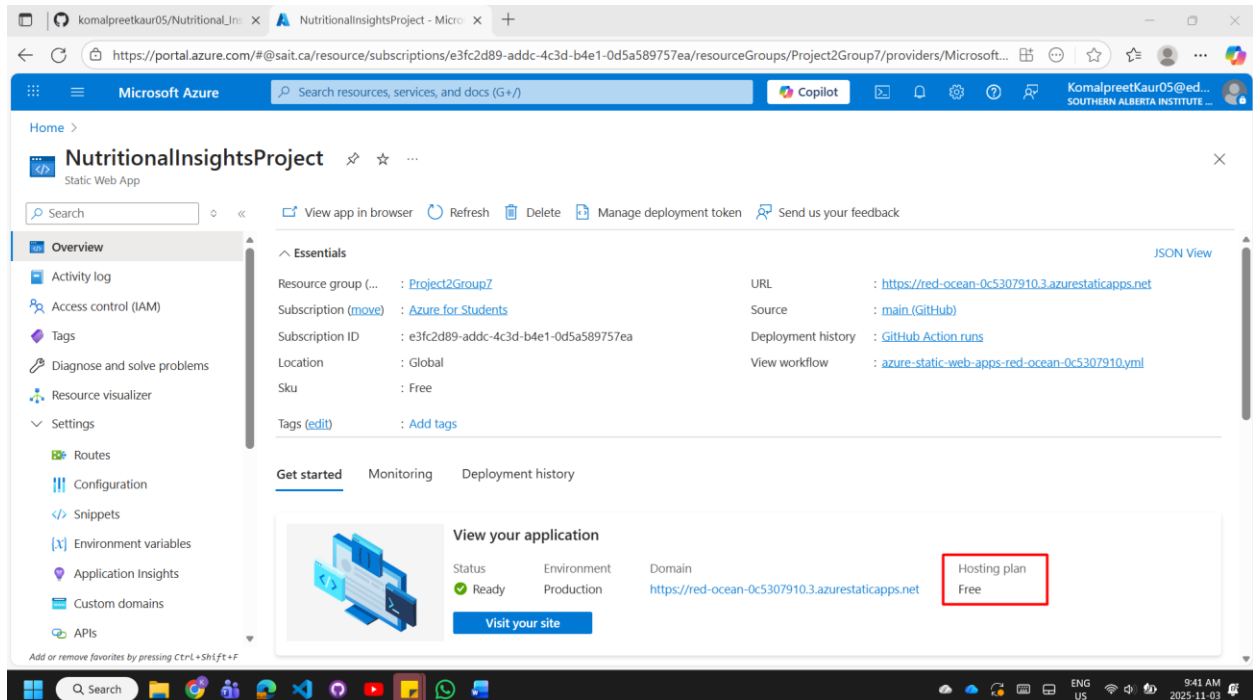 komalpreetkaur05/Nutritional_Ins
NutritionalInsightsProject - Micro
https://portal.azure.com/#@sait.ca/resource/subscriptions/e3fc2d89-addc-4c3d-b4e1-0d5a589757ea/resourceGroups/Project2Group7/providers/Microsoft...
Microsoft Azure
Search resources, services, and docs (G+/)
Copilot
KomalpreetKaur05@ed...
SOUTHERN ALBERTA INSTITUTE ...
Home >
NutritionalInsightsProject
Static Web App
Search
View app in browser Refresh Delete Manage deployment token Send us your feedback
Overview
Activity log
Access control (IAM)
Tags
Diagnose and solve problems
Resource visualizer
Settings
Routes
Configuration
Snippets
Environment variables
Application Insights
Custom domains
APIs
Add or remove favorites by pressing Ctrl+Shift+F
Essentials
JSON View
Resource group (... : Project2Group7
Subscription (move) : Azure for Students
Subscription ID : e3fc2d89-addc-4c3d-b4e1-0d5a589757ea
Location : Global
Sku : Free
Tags (edit) : Add tags
URL : https://red-ocean-0c5307910.3.azurestaticapps.net
Source : main (GitHub)
Deployment history : GitHub Action runs
View workflow : azure-static-web-apps-red-ocean-0c5307910.yml
Get started Monitoring Deployment history
View your application
Status Environment Domain Hosting plan
Ready Production https://red-ocean-0c5307910.3.azurestaticapps.net Free
Visit your site
Search
ENG
US
9:41 AM
2025-11-03